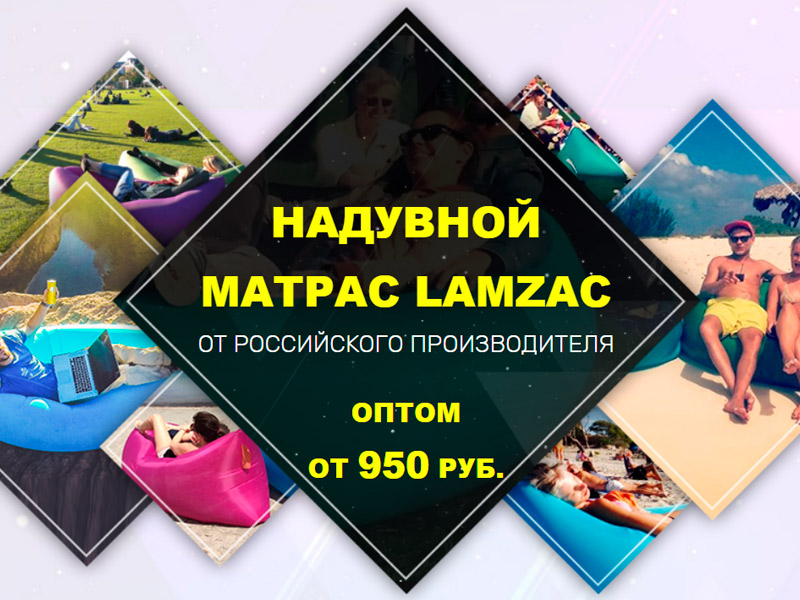 НАДУВНОЙ
МАТРАС LAMZAC
ОТ РОССИЙСКОГО ПРОИЗВОДИТЕЛЯ
ОПТОМ
ОТ 950 РУБ.